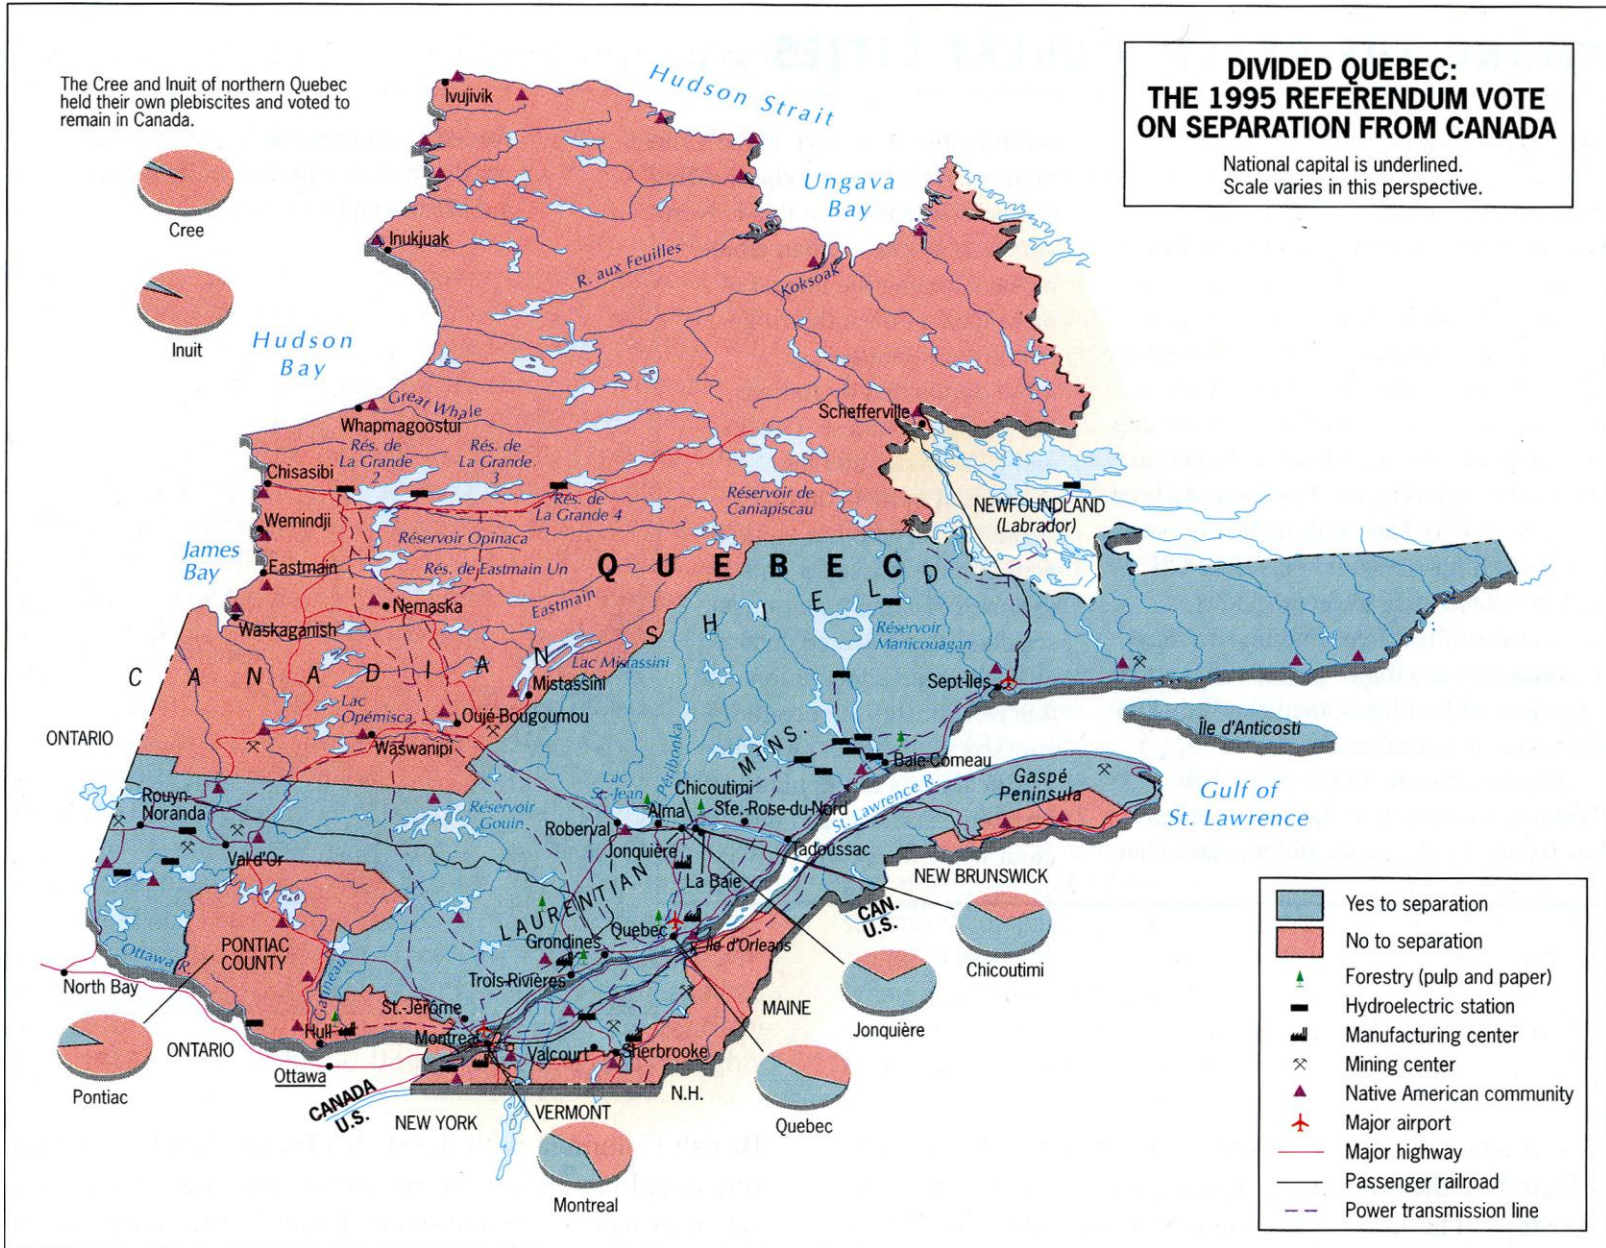 DIVIDED QUEBEC:
THE 1995 REFERENDUM VOTE
ON SEPARATION FROM CANADA
National capital is underlined.
Scale varies in this perspective.
The Cree and Inuit of northern Quebec
held their own plebiscites and voted to
remain in Canada.
Cree
Inuit
Ivujivik
Hudson Strait
Ungava
Bay
Inukjuak
R. aux Feuilles
Koksoak
Hudson
Bay
Great Whale
Whapmagoostui
Schefferville
Chisasibi
Rés. de
La Grande
2
Rés. de
La Grande
3
Rés. de
La Grande 4
Réservoir de
Caniapiscau
NEWFOUNDLAND
(Labrador)
Wemindji
Réservoir Opinaca
James
Bay
Eastmain
Rés. de Eastmain Un
QUEBEC
Eastmain
Nemaska
Waskaganish
CANADIAN SHIELD
Réservoir
Manicouagan
Lac Mistassini
Mistassini
Sept-Îles
Lac
Opémisca
Oujé-Bougoumou
Waswanipi
ONTARIO
Île d'Anticosti
Péribonka
Baie-Comeau
Gaspé
Peninsula
Gulf of
St. Lawrence
St. Lawrence R.
Rouyn-
Noranda
Réservoir
Gouin
Lac
St.-Jean
Chicoutimi
Alma
Ste.-Rose-du-Nord
Roberval
Jonquière
Tadoussac
Val d'Or
La Baie
LAURENTIAN MTNS.
NEW BRUNSWICK
CAN.
U.S.
PONTIAC
COUNTY
Ottawa R.
Gatineau
Grondines
Quebec
Île d'Orleans
Trois-Rivières
North Bay
St.-Jérôme
Hull
Montreal
Valcourt
Sherbrooke
MAINE
ONTARIO
Ottawa
CANADA
U.S.
NEW YORK
VERMONT
N.H.
Pontiac
Montreal
Quebec
Jonquière
Chicoutimi
Yes to separation
No to separation
Forestry (pulp and paper)
Hydroelectric station
Manufacturing center
Mining center
Native American community
Major airport
Major highway
Passenger railroad
Power transmission line